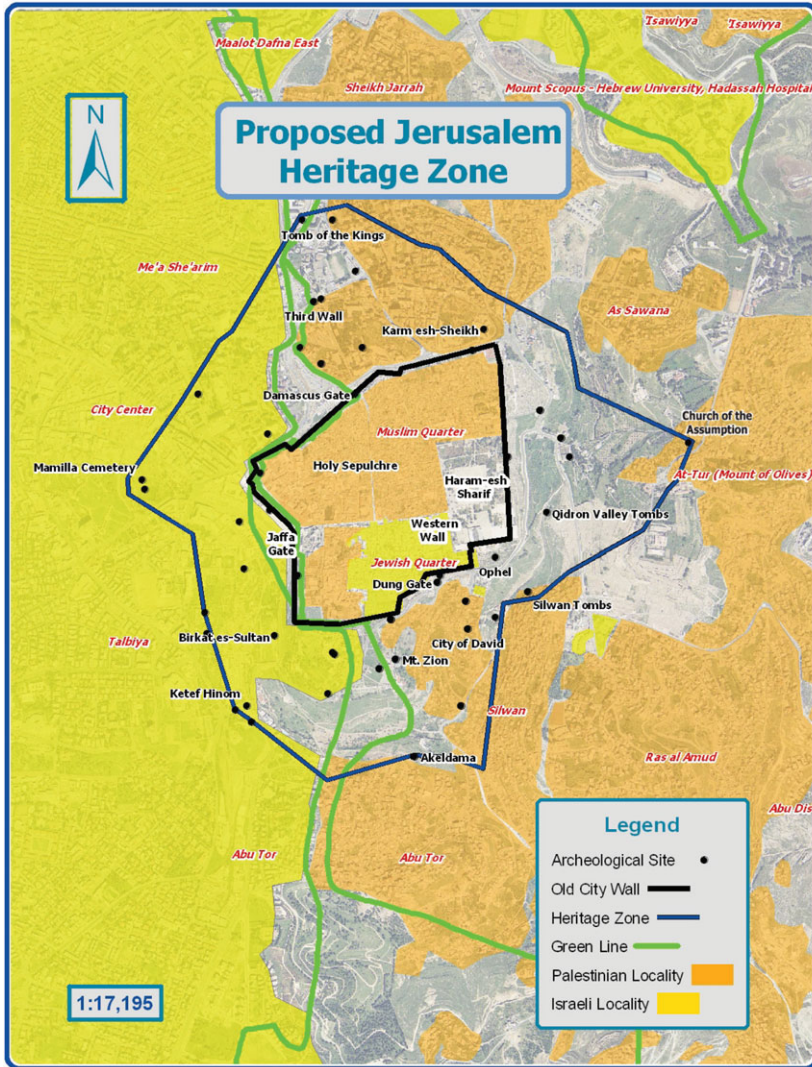 Maalot Dafna East
'Isawiyya
'Isawiyya
Sheikh Jarrah
Mount Scopus - Hebrew University, Hadassah Hospital
N
Proposed Jerusalem
Heritage Zone
Tomb of the Kings
Me'a She'arim
Third Wall
Karm esh-Sheikh
As Sawana
Damascus Gate
City Center
Muslim Quarter
Church of the
Assumption
Mamilla Cemetery
Holy Sepulchre
Haram-esh
Sharif
At-Tur (Mount of Olives)
Qidron Valley Tombs
Western
Wall
Jaffa
Gate
Jewish Quarter
Ophel
Dung Gate
Silwan Tombs
Birkat es-Sultan
City of David
Talbiya
Mt. Zion
Ketef Hinom
Silwan
Akeldama
Ras al Amud
Abu Dis
Abu Tor
Abu Tor
Legend
Archeological Site
Old City Wall
Heritage Zone
Green Line
Palestinian Locality
Israeli Locality
1:17,195